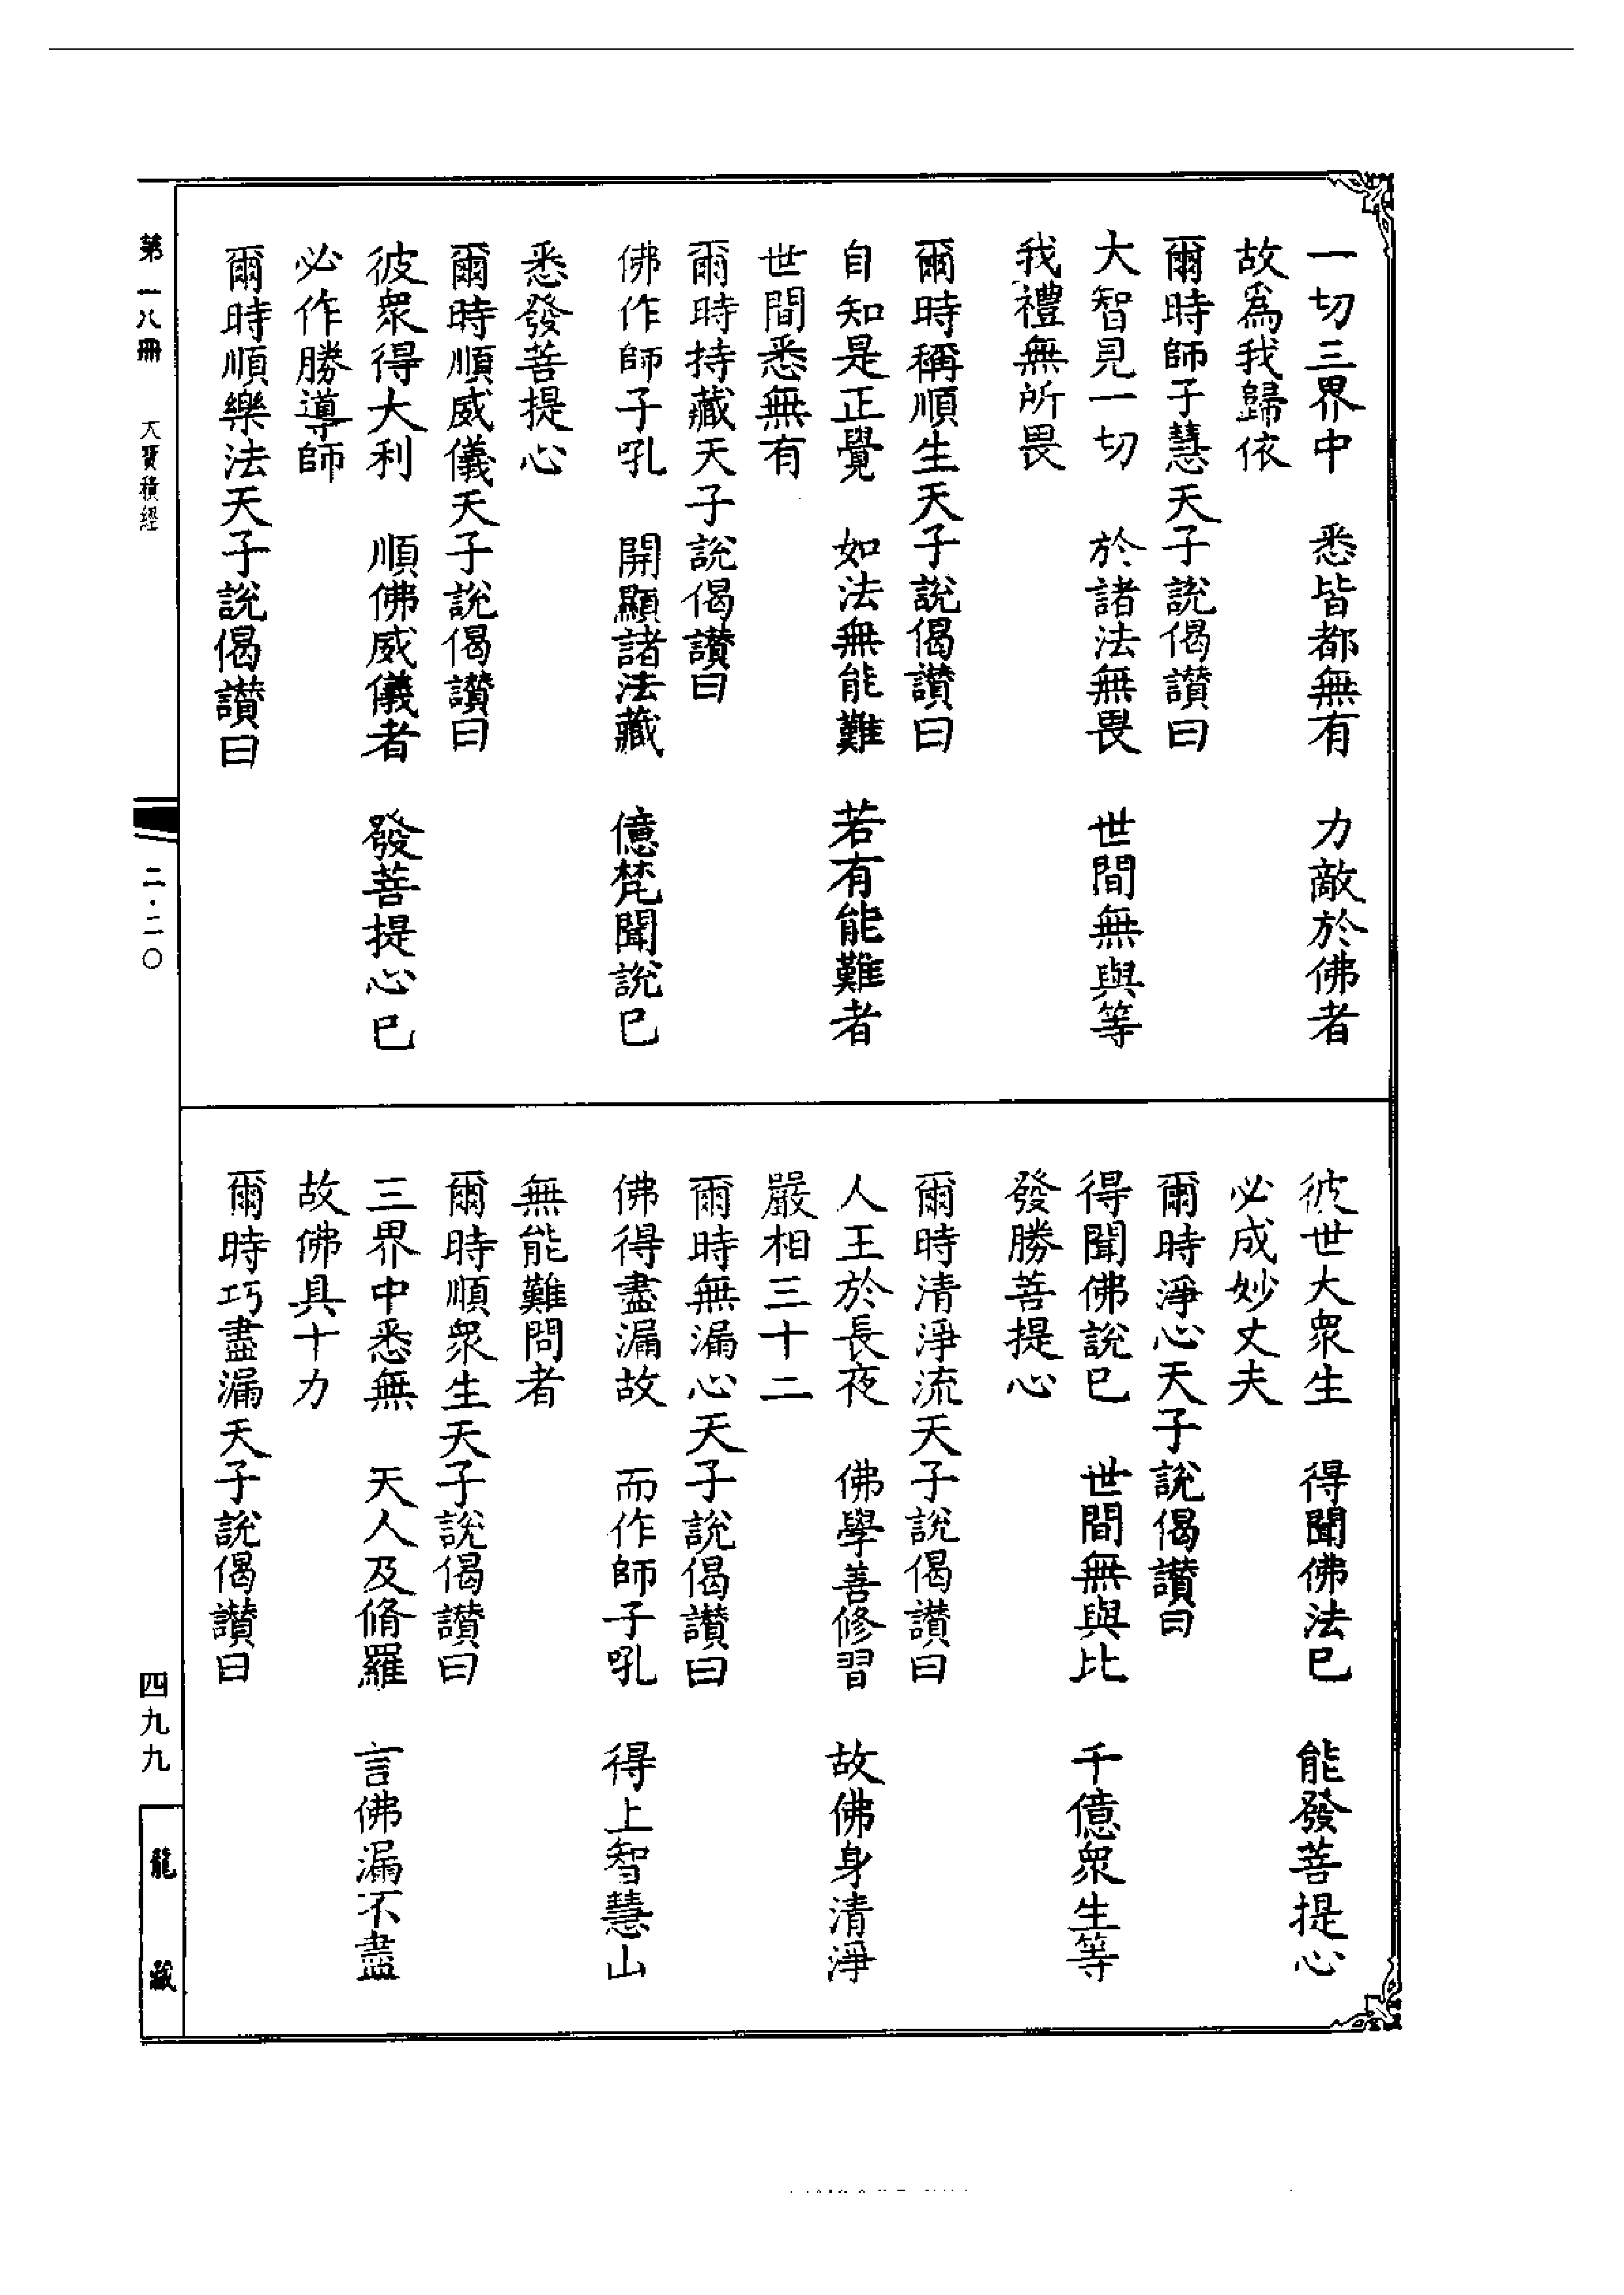 一切三界中　悉皆都無有　力敵於佛者
故為我歸依
爾時師子慧天子說偈讚曰
大智見一切　於諸法無畏　世間無與等
我禮無所畏
爾時稱順生天子說偈讚曰
自知是正覺　如法無能難　若有能難者
世間悉無有
爾時持藏天子說偈讚曰
佛作師子吼　開顯諸法藏　億梵聞說已
悉發菩提心
爾時順威儀天子說偈讚曰
彼眾得大利　順佛威儀者　發菩提心已
必作勝導師
爾時順樂法天子說偈讚曰
彼世大眾生　得聞佛法已　能發菩提心
必成妙丈夫
爾時淨心天子說偈讚曰
得聞佛說已　世間無與比　千億眾生等
發勝菩提心
爾時清淨流天子說偈讚曰
人王於長夜　佛學善修習　故佛身清淨
嚴相三十二
爾時無漏心天子說偈讚曰
佛得盡漏故　而作師子吼　得上智慧山
無能難問者
爾時順眾生天子說偈讚曰
三界中悉無　天人及脩羅　言佛漏不盡
故佛具十力
爾時巧盡漏天子說偈讚曰
第一八冊　大寶積經　二·二〇　四九九
龍藏